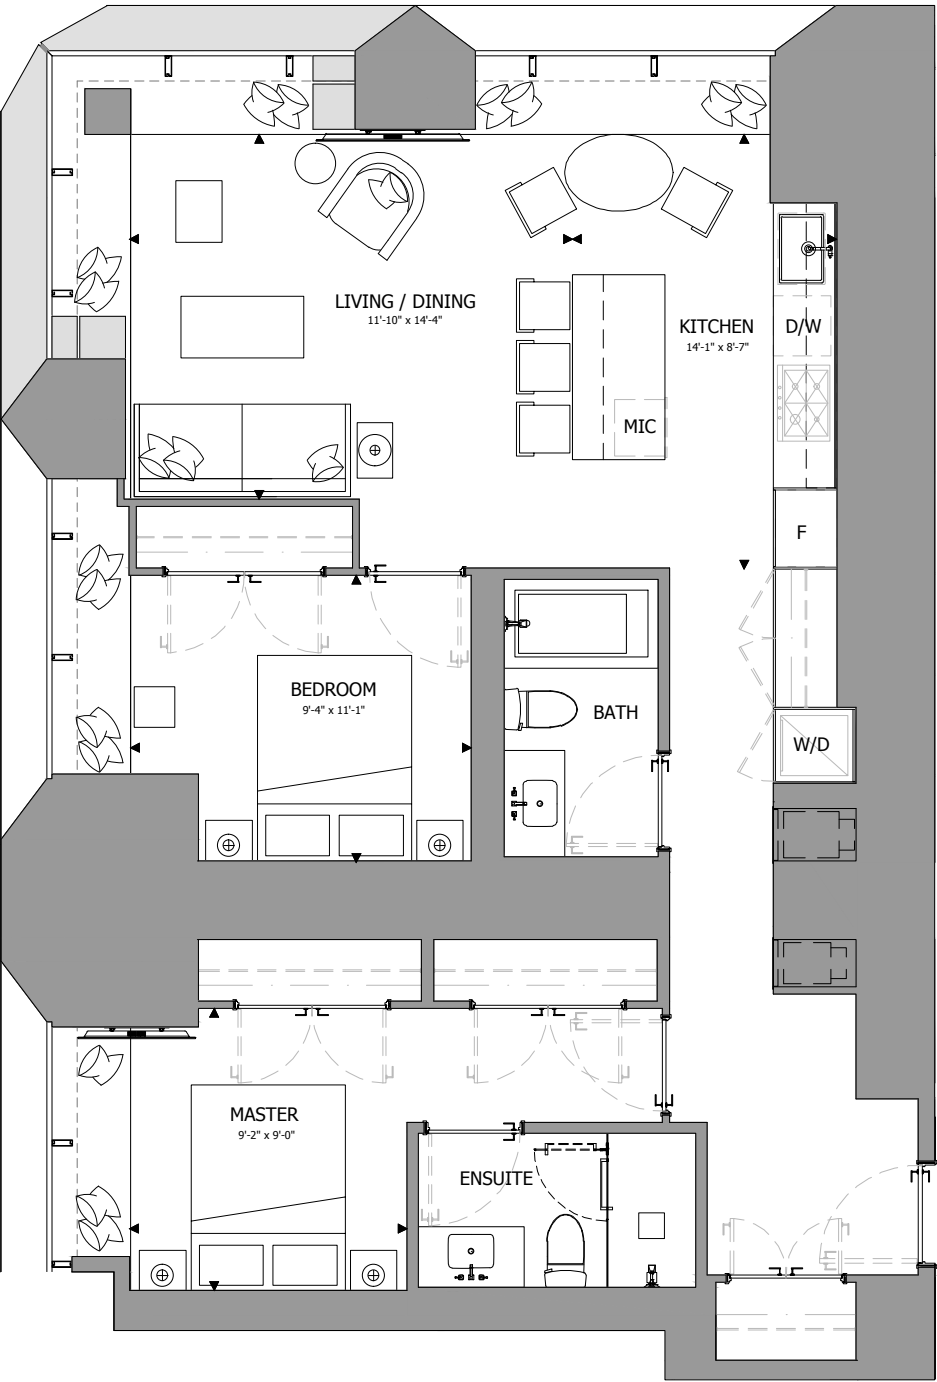 LIVING / DINING
11'-10" x 14'-4"
KITCHEN
14'-1" x 8'-7"
D/W
MIC
F
BEDROOM
9'-4" x 11'-1"
BATH
W/D
MASTER
9'-2" x 9'-0"
ENSUITE